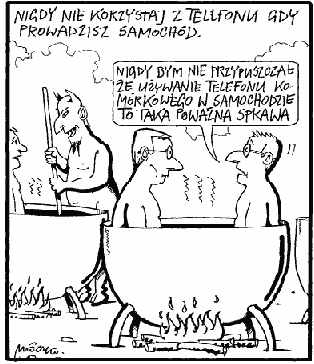 NIGDY NIE KORZYSTAJ Z TELEFONU GDY
PROWADZISZ SAMOCHÓD.
NIGDY BYM NIE PRZYPUSZCZAŁ
ŻE UŻYWANIE TELEFONU KO-
MÓRKOWEGO W SAMOCHODZIE
TO TAKA POWAŻNA SPRAWA
!!